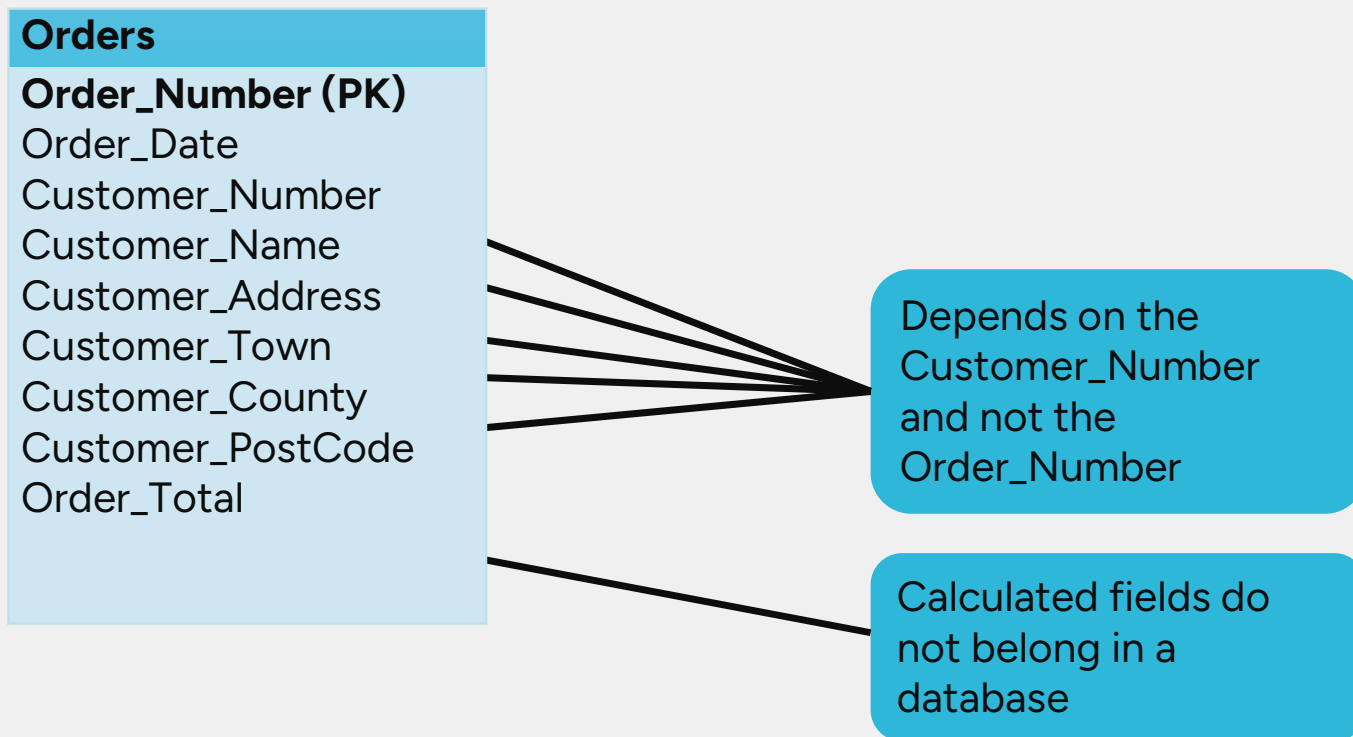 Orders
Order_Number (PK)
Order_Date
Customer_Number
Customer_Name
Customer_Address
Customer_Town
Customer_County
Customer_PostCode
Order_Total
Depends on the
Customer_Number
and not the
Order_Number
Calculated fields do
not belong in a
database